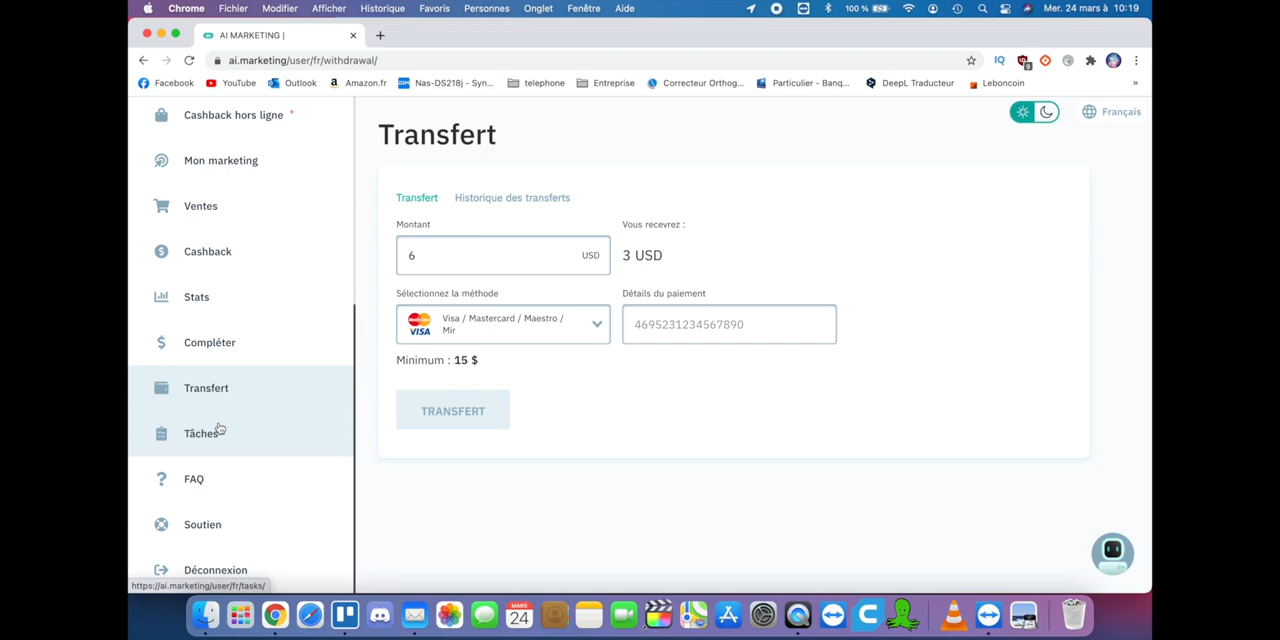 Chrome Fichier Modifier Afficher Historique Favoris Personnes Onglet Fenêtre Aide 100 % Mer. 24 mars à 10:19
AI MARKETING |
ai.marketing/user/fr/withdrawal/
IQ
9
Facebook YouTube Outlook Amazon.fr Nas-DS218j – Syn... telephone Entreprise Correcteur Orthog... Particulier - Banq... DeepL Traducteur Leboncoin »
Cashback hors ligne *
Mon marketing
Ventes
Cashback
Stats
Compléter
Transfert
Tâches
FAQ
Soutien
Déconnexion
https://ai.marketing/user/fr/tasks/
Français
Transfert
Transfert Historique des transferts
Montant Vous recevrez :
6 USD 3 USD
Sélectionnez la méthode Détails du paiement
VISA Visa / Mastercard / Maestro / 4695231234567890
Mir
Minimum : 15 $
TRANSFERT
MARS
24